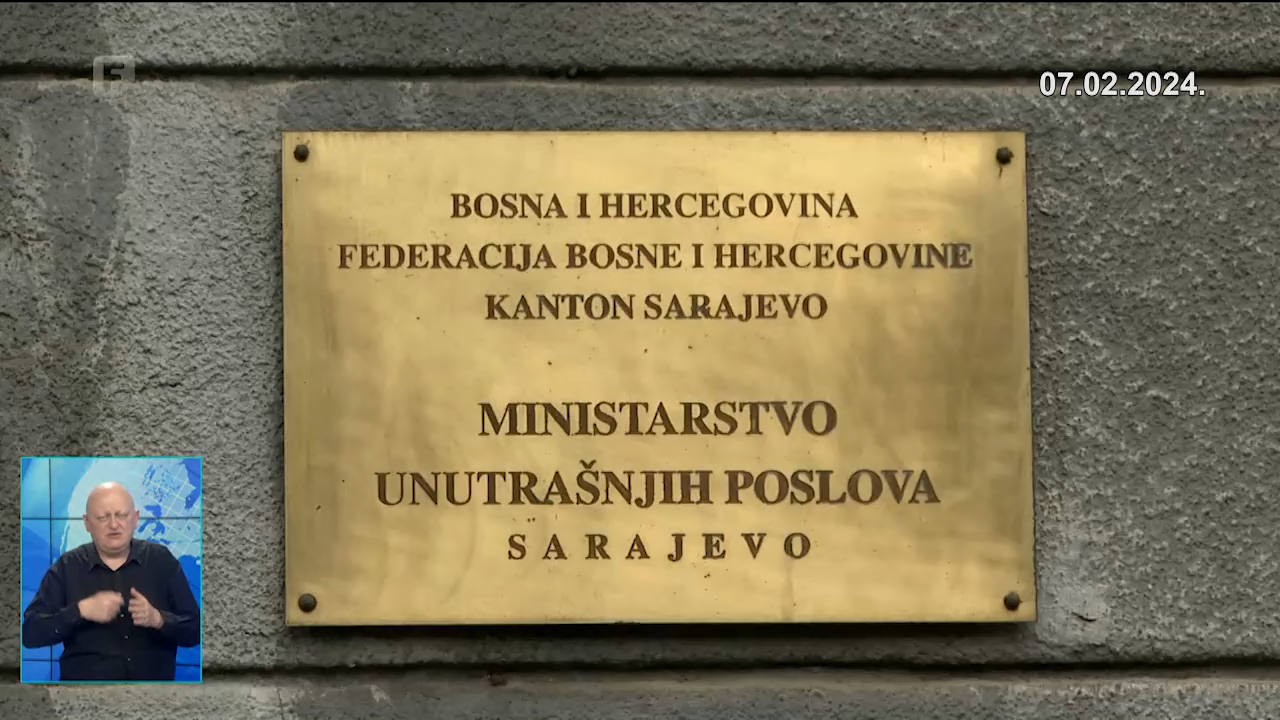 F
07.02.2024.
BOSNA I HERCEGOVINA
FEDERACIJA BOSNE I HERCEGOVINE
KANTON SARAJEVO
MINISTARSTVO
UNUTRAŠNJIH POSLOVA
SARAJEVO